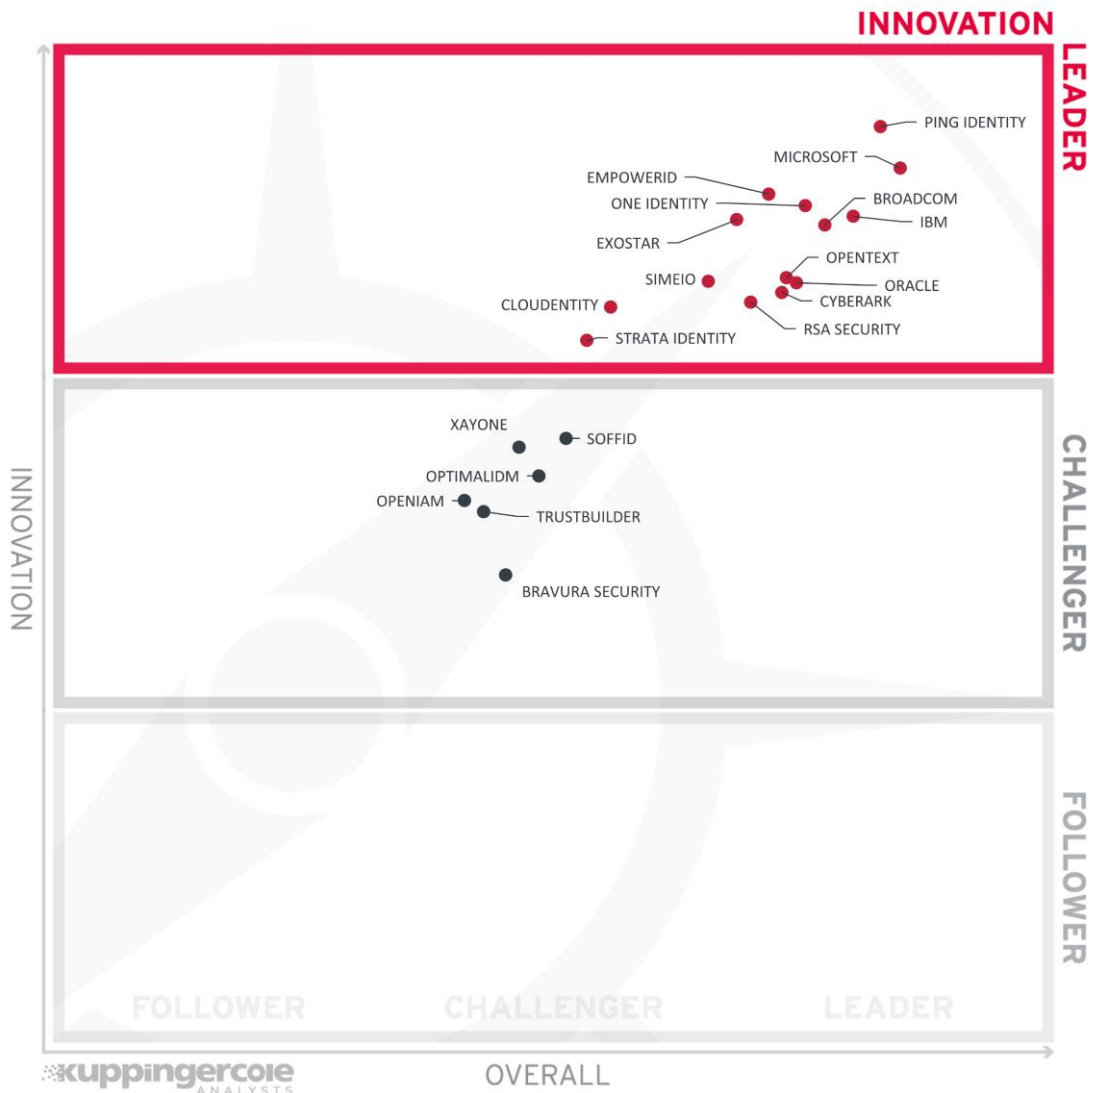 INNOVATION
LEADER
PING IDENTITY
MICROSOFT
EMPOWERID
BROADCOM
ONE IDENTITY
IBM
EXOSTAR
OPENTEXT
SIMEIO
ORACLE
CYBERARK
CLOUDENTITY
RSA SECURITY
STRATA IDENTITY
CHALLENGER
XAYONE
SOFFID
OPTIMALIDM
OPENIAM
TRUSTBUILDER
BRAVURA SECURITY
INNOVATION
FOLLOWER
FOLLOWER CHALLENGER LEADER
kuppingercole
ANALYSTS
OVERALL